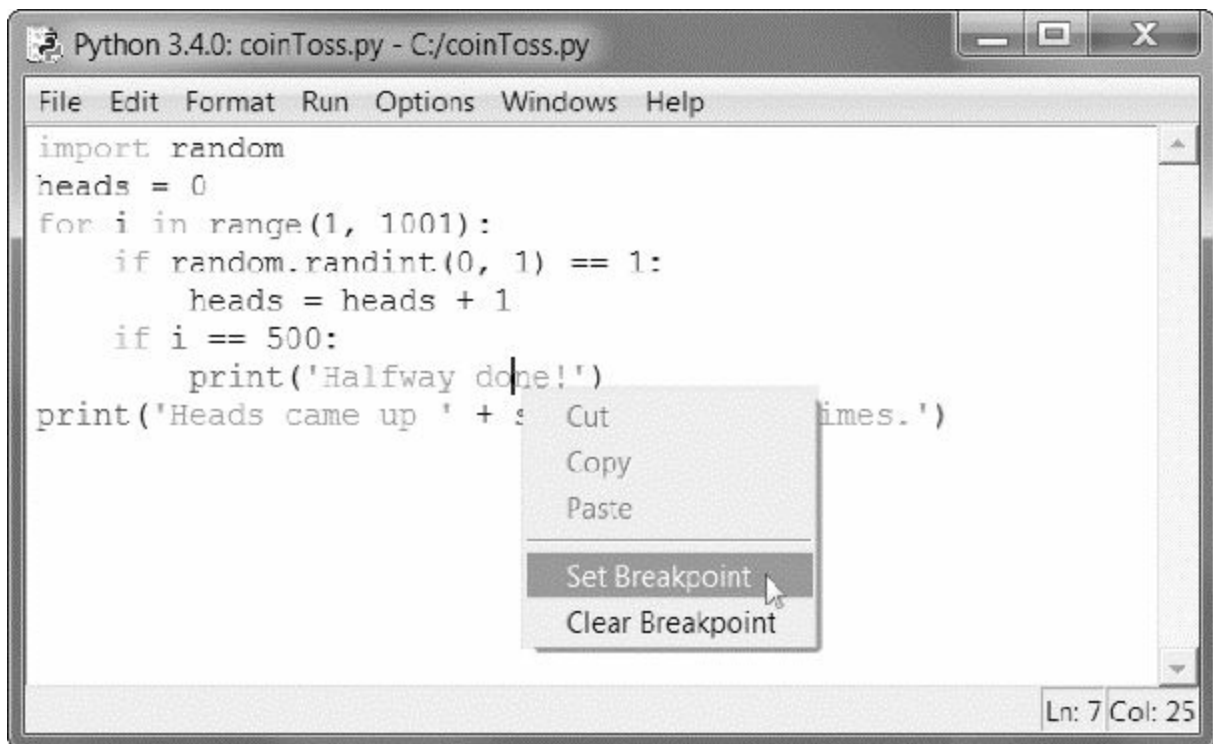 Python 3.4.0: coinToss.py - C:/coinToss.py
File Edit Format Run Options Windows Help
import random
heads = 0
for i in range(1, 1001):
    if random.randint(0, 1) == 1:
        heads = heads + 1
    if i == 500:
        print('Halfway done!')
print('Heads came up ' + s imes.')
Cut
Copy
Paste
Set Breakpoint
Clear Breakpoint
Ln: 7 Col: 25